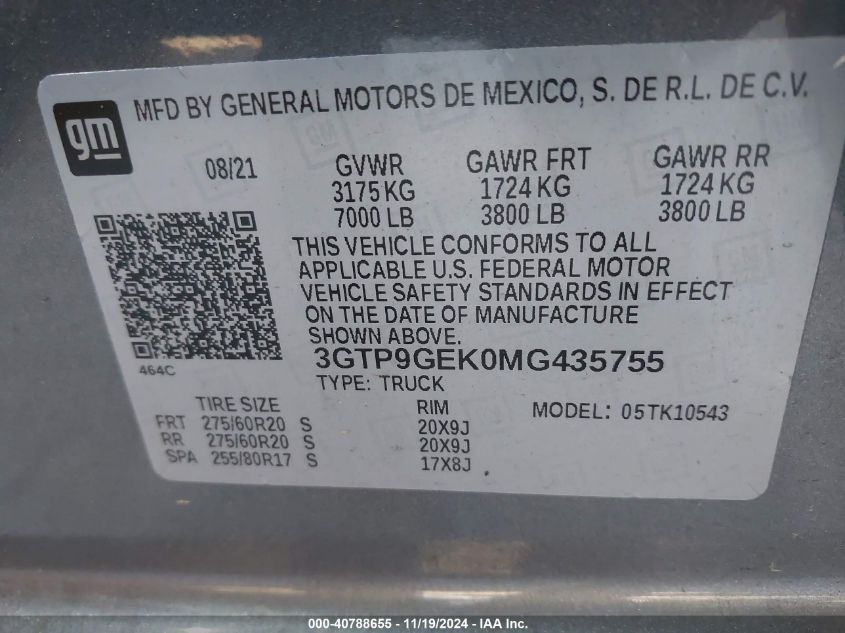 gm
MFD BY GENERAL MOTORS DE MEXICO, S. DE R.L. DE C.V.
08/21 GVWR GAWR FRT GAWR RR
3175 KG 1724 KG 1724 KG
7000 LB 3800 LB 3800 LB
THIS VEHICLE CONFORMS TO ALL
APPLICABLE U.S. FEDERAL MOTOR
VEHICLE SAFETY STANDARDS IN EFFECT
ON THE DATE OF MANUFACTURE
SHOWN ABOVE.
464C
3GTP9GEK0MG435755
TYPE: TRUCK
TIRE SIZE RIM MODEL: 05TK10543
FRT 275/60R20 S 20X9J
RR 275/60R20 S 20X9J
SPA 255/80R17 S 17X8J
000-40788655 - 11/19/2024 - IAA Inc.